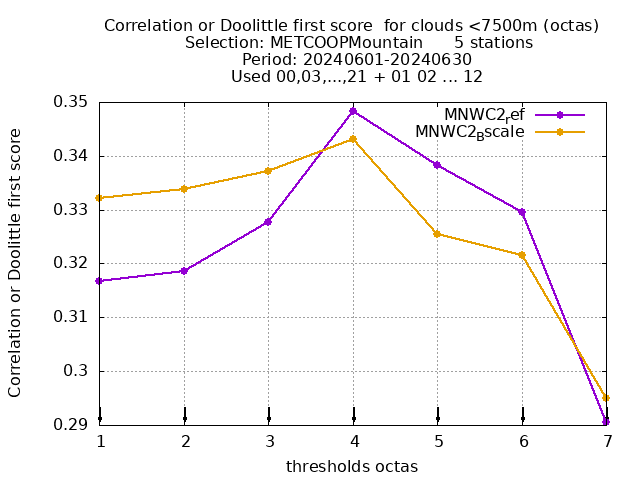 Correlation or Doolittle first score  for clouds <7500m (octas)
Selection: METCOOPMountain      5 stations
Period: 20240601-20240630
Used 00,03,...,21 + 01 02 ... 12
MNWC2ref
MNWC2Bscale
Correlation or Doolittle first score
0.35
0.34
0.33
0.32
0.31
0.3
0.29
1 2 3 4 5 6 7
thresholds octas